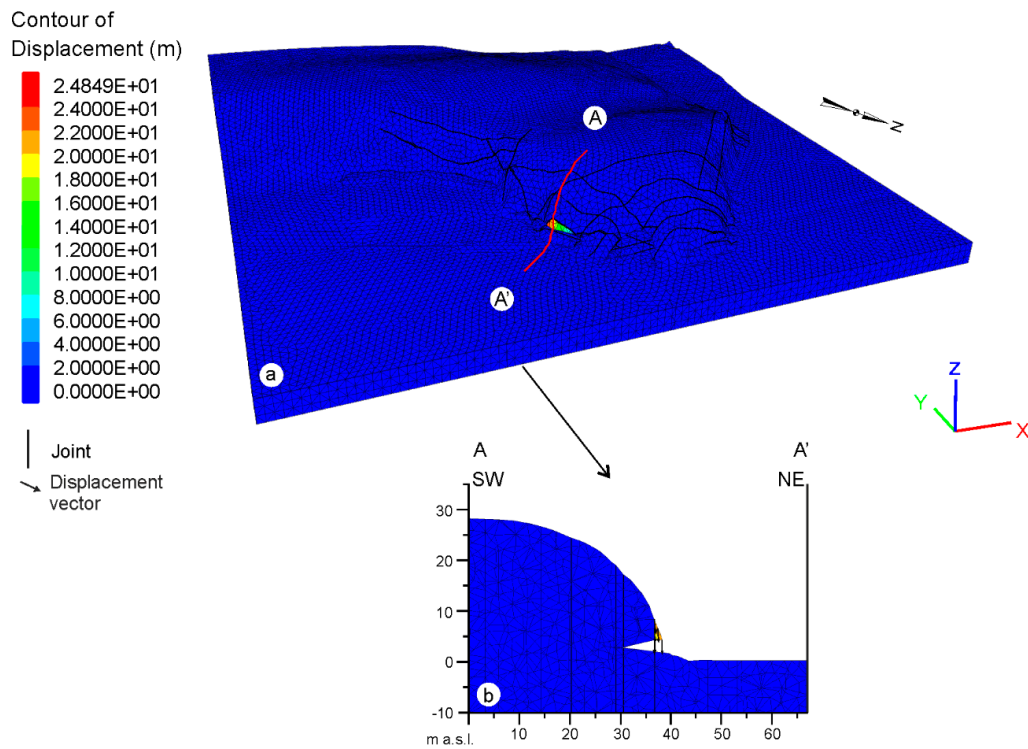 Contour of
Displacement (m)
2.4849E+01
2.4000E+01
2.2000E+01
2.0000E+01
1.8000E+01
1.6000E+01
1.4000E+01
1.2000E+01
1.0000E+01
8.0000E+00
6.0000E+00
4.0000E+00
2.0000E+00
0.0000E+00
Joint
Displacement
vector
A
A'
N
a
Z
Y
X
A
A'
SW
NE
30
20
10
0
-10
b
m a.s.l.
10
20
30
40
50
60